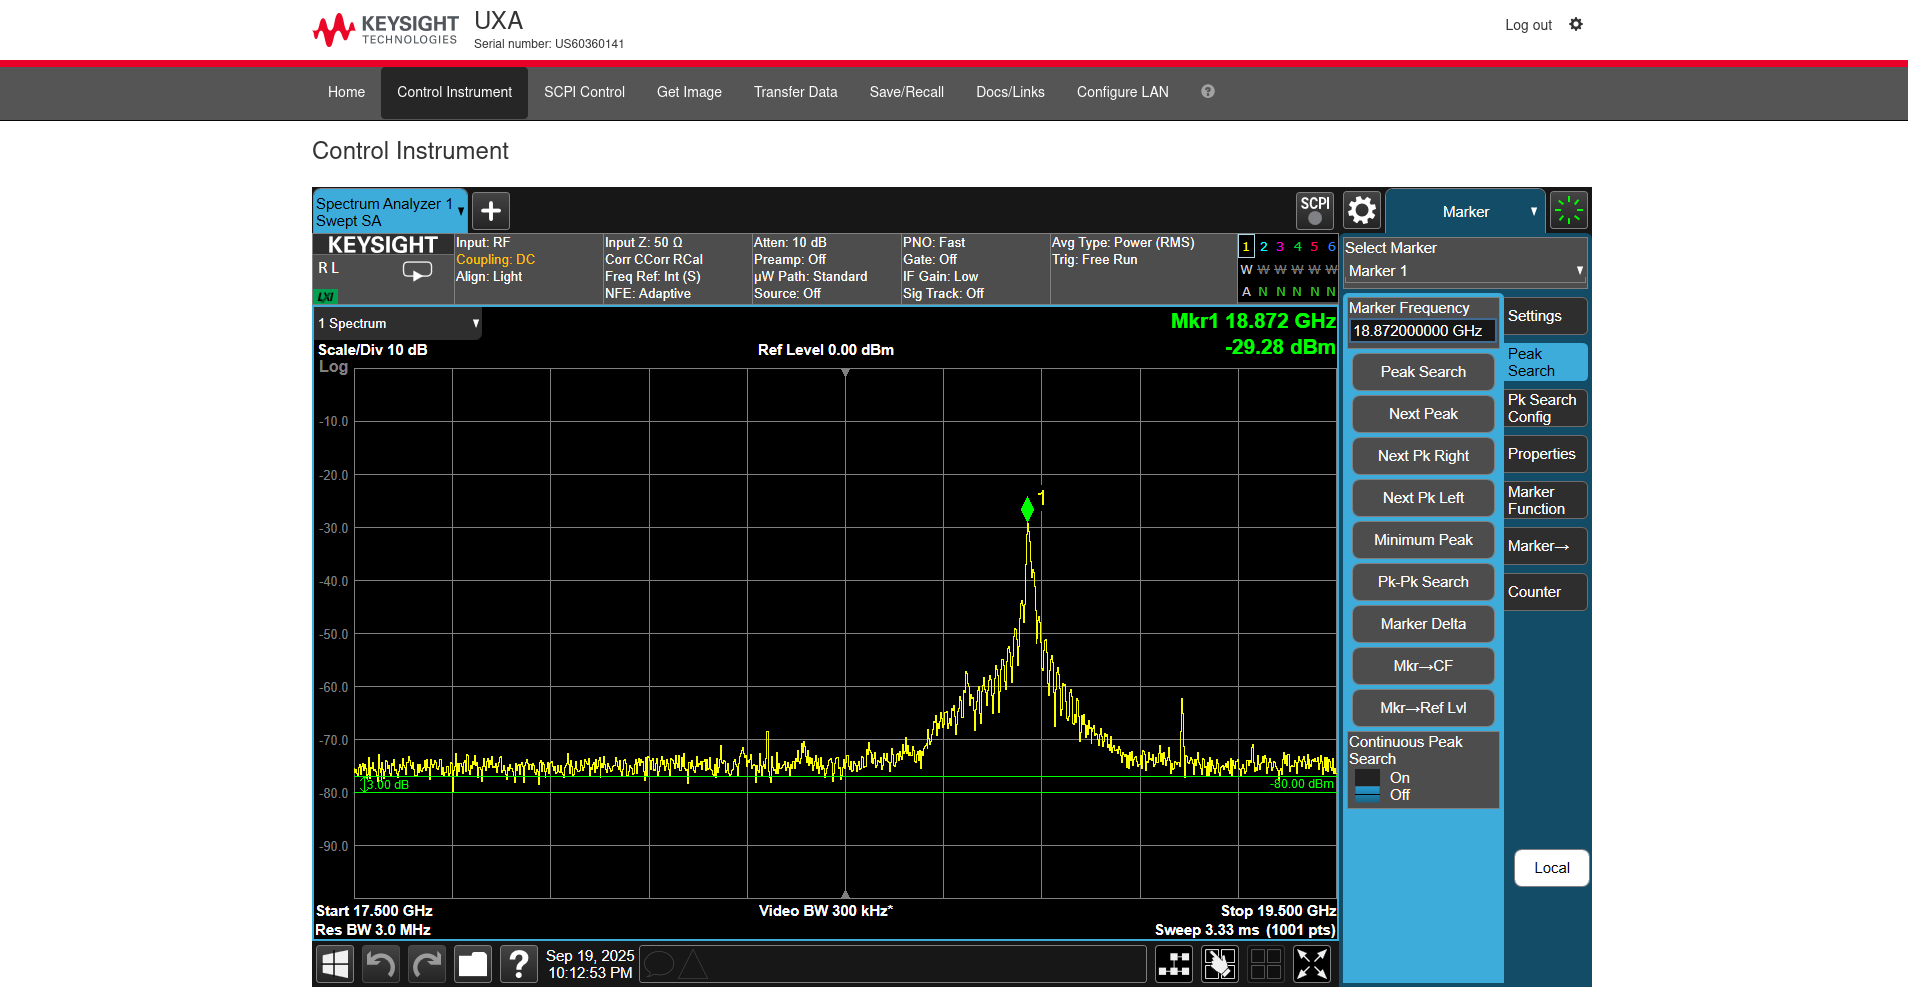 KEYSIGHT
TECHNOLOGIES
UXA
Serial number: US60360141
Log out
Home
Control Instrument
SCPI Control
Get Image
Transfer Data
Save/Recall
Docs/Links
Configure LAN
?
Control Instrument
Spectrum Analyzer 1
Swept SA
SCPI
Marker
KEYSIGHT
R L
LXI
Input: RF
Coupling: DC
Align: Light
Input Z: 50 Ω
Corr CCorr RCal
Freq Ref: Int (S)
NFE: Adaptive
Atten: 10 dB
Preamp: Off
µW Path: Standard
Source: Off
PNO: Fast
Gate: Off
IF Gain: Low
Sig Track: Off
Avg Type: Power (RMS)
Trig: Free Run
1 2 3 4 5 6
W W W W W W
A N N N N N
Select Marker
Marker 1
1 Spectrum
Scale/Div 10 dB
Log
Ref Level 0.00 dBm
Mkr1 18.872 GHz
-29.28 dBm
-10.0
-20.0
-30.0
-40.0
-50.0
-60.0
-70.0
-80.0
-90.0
1
3.00 dB
-80.00 dBm
Start 17.500 GHz
Res BW 3.0 MHz
Video BW 300 kHz*
Stop 19.500 GHz
Sweep 3.33 ms (1001 pts)
Marker Frequency
18.872000000 GHz
Peak Search
Next Peak
Next Pk Right
Next Pk Left
Minimum Peak
Pk-Pk Search
Marker Delta
Mkr→CF
Mkr→Ref Lvl
Continuous Peak
Search
On
Off
Settings
Peak
Search
Pk Search
Config
Properties
Marker
Function
Marker→
Counter
Local
?
Sep 19, 2025
10:12:53 PM